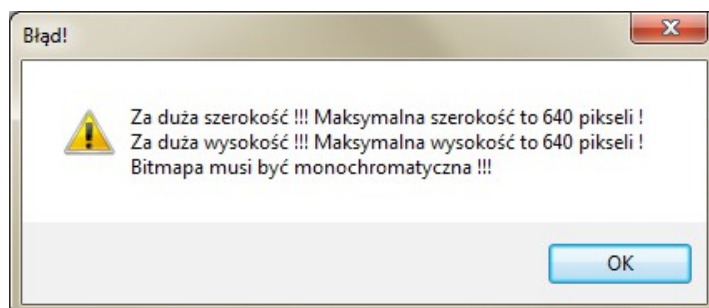 Błąd!
Za duża szerokość !!! Maksymalna szerokość to 640 pikseli !
Za duża wysokość !!! Maksymalna wysokość to 640 pikseli !
Bitmapa musi być monochromatyczna !!!
OK